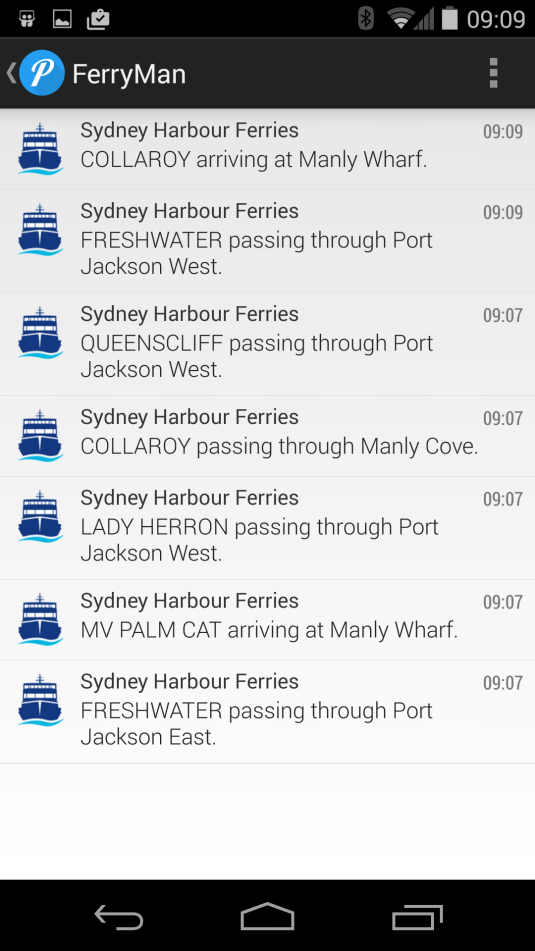 09:09
FerryMan
Sydney Harbour Ferries 09:09
COLLAROY arriving at Manly Wharf.
Sydney Harbour Ferries 09:09
FRESHWATER passing through Port
Jackson West.
Sydney Harbour Ferries 09:07
QUEENSCLIFF passing through Port
Jackson West.
Sydney Harbour Ferries 09:07
COLLAROY passing through Manly Cove.
Sydney Harbour Ferries 09:07
LADY HERRON passing through Port
Jackson West.
Sydney Harbour Ferries 09:07
MV PALM CAT arriving at Manly Wharf.
Sydney Harbour Ferries 09:07
FRESHWATER passing through Port
Jackson East.